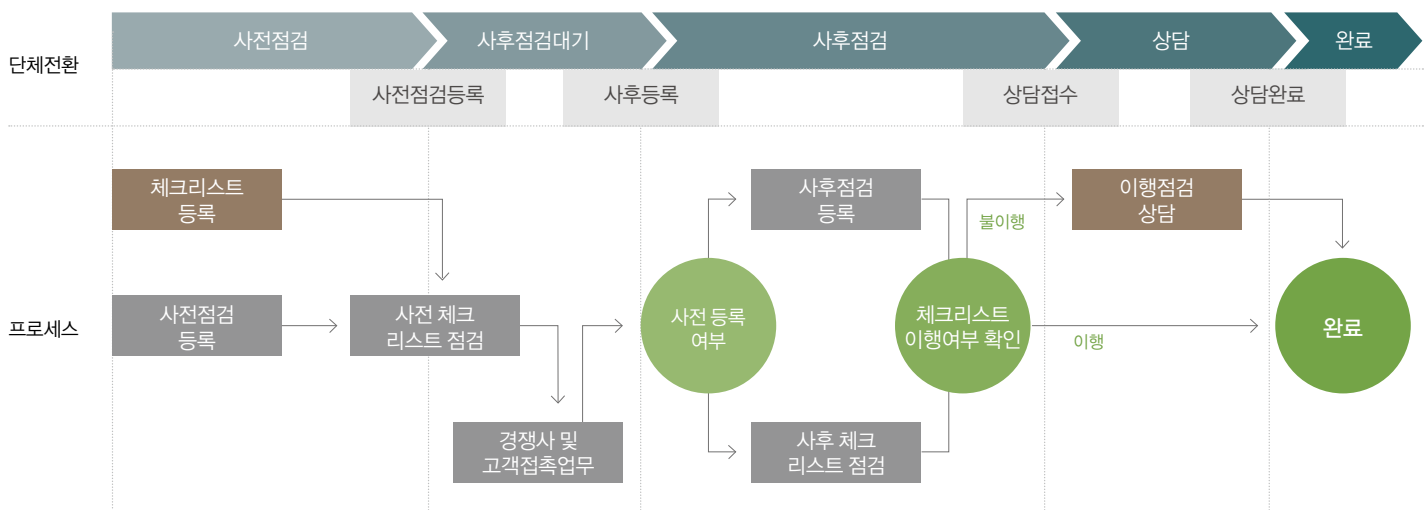 사전점검
사후점검대기
사후점검
상담
완료
단체전환
사전점검등록
사후등록
상담접수
상담완료
체크리스트
등록
사후점검
등록
이행점검
상담
불이행
프로세스
사전점검
등록
사전 체크
리스트 점검
사전 등록
여부
체크리스트
이행여부 확인
이행
완료
경쟁사 및
고객접촉업무
사후 체크
리스트 점검